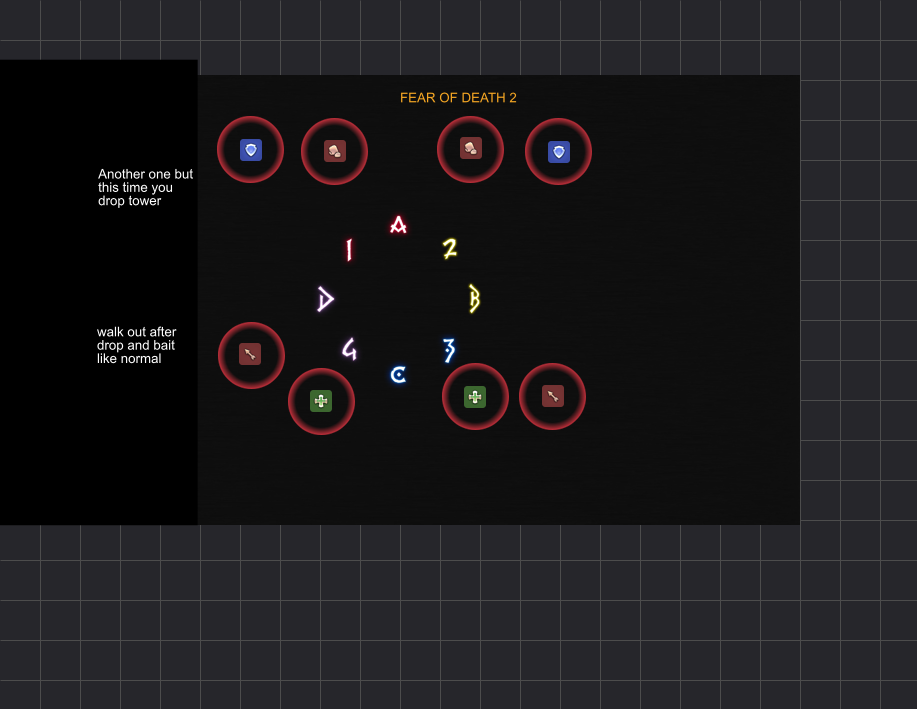 FEAR OF DEATH 2
Another one but
this time you
drop tower
A
1
2
D
B
walk out after
drop and bait
like normal
4
3
C